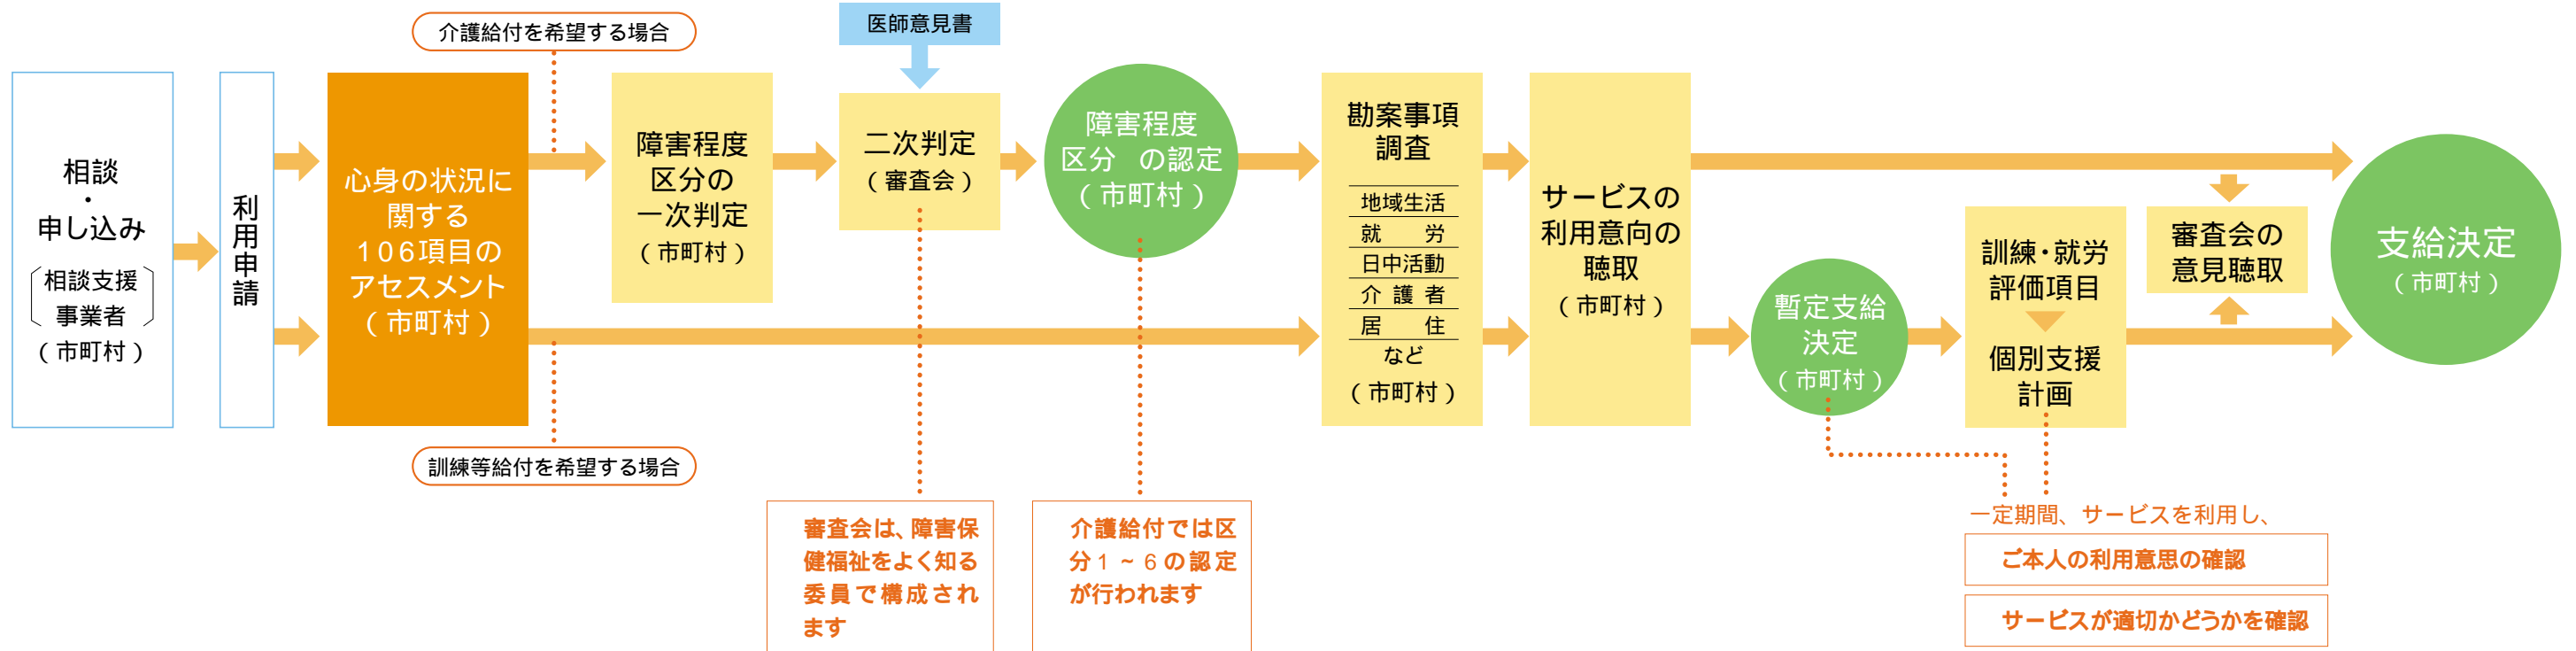 介護給付を希望する場合
医師意見書
相談
・
申し込み
相談支援
事業者
(市町村)
利用申請
心身の状況に
関する
106項目の
アセスメント
(市町村)
障害程度
区分の
一次判定
(市町村)
二次判定
(審査会)
障害程度
区分 の認定
(市町村)
勘案事項
調査
地域生活
就 労
日中活動
介護者
居 住
など
(市町村)
サービスの
利用意向の
聴取
(市町村)
暫定支給
決定
(市町村)
訓練・就労
評価項目
個別支援
計画
審査会の
意見聴取
支給決定
(市町村)
訓練等給付を希望する場合
審査会は、障害保
健福祉をよく知る
委員で構成され
ます
介護給付では区
分1~6の認定
が行われます
一定期間、サービスを利用し、
ご本人の利用意思の確認
サービスが適切かどうかを確認